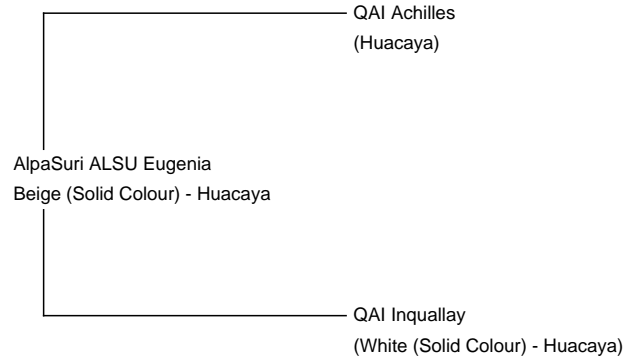 QAI Achilles
(Huacaya)
AlpaSuri ALSU Eugenia
Beige (Solid Colour) - Huacaya
QAI Inquallay
(White (Solid Colour) - Huacaya)